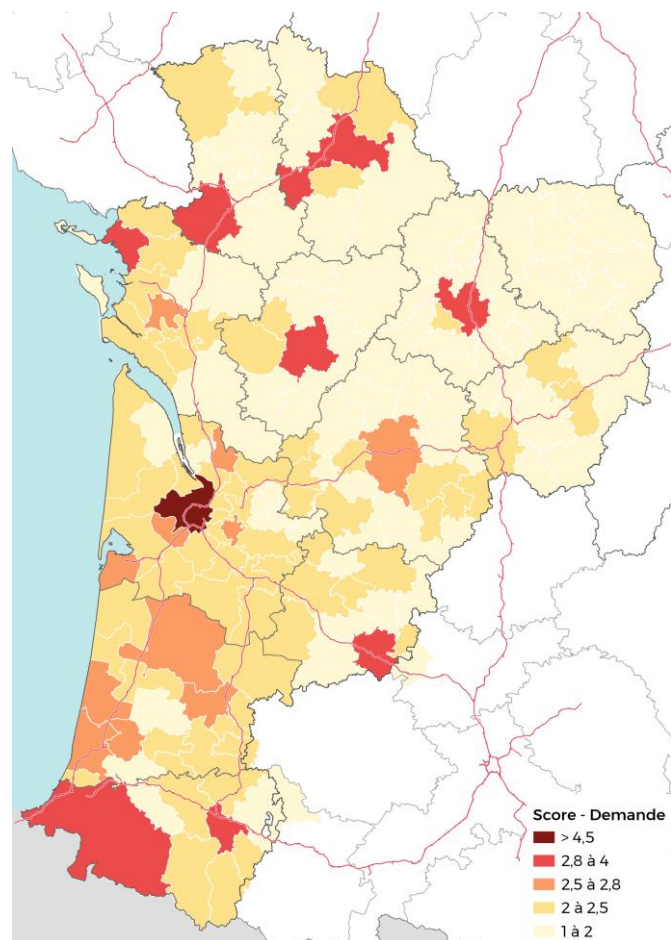 Score - Demande
> 4,5
2,8 à 4
2,5 à 2,8
2 à 2,5
1 à 2